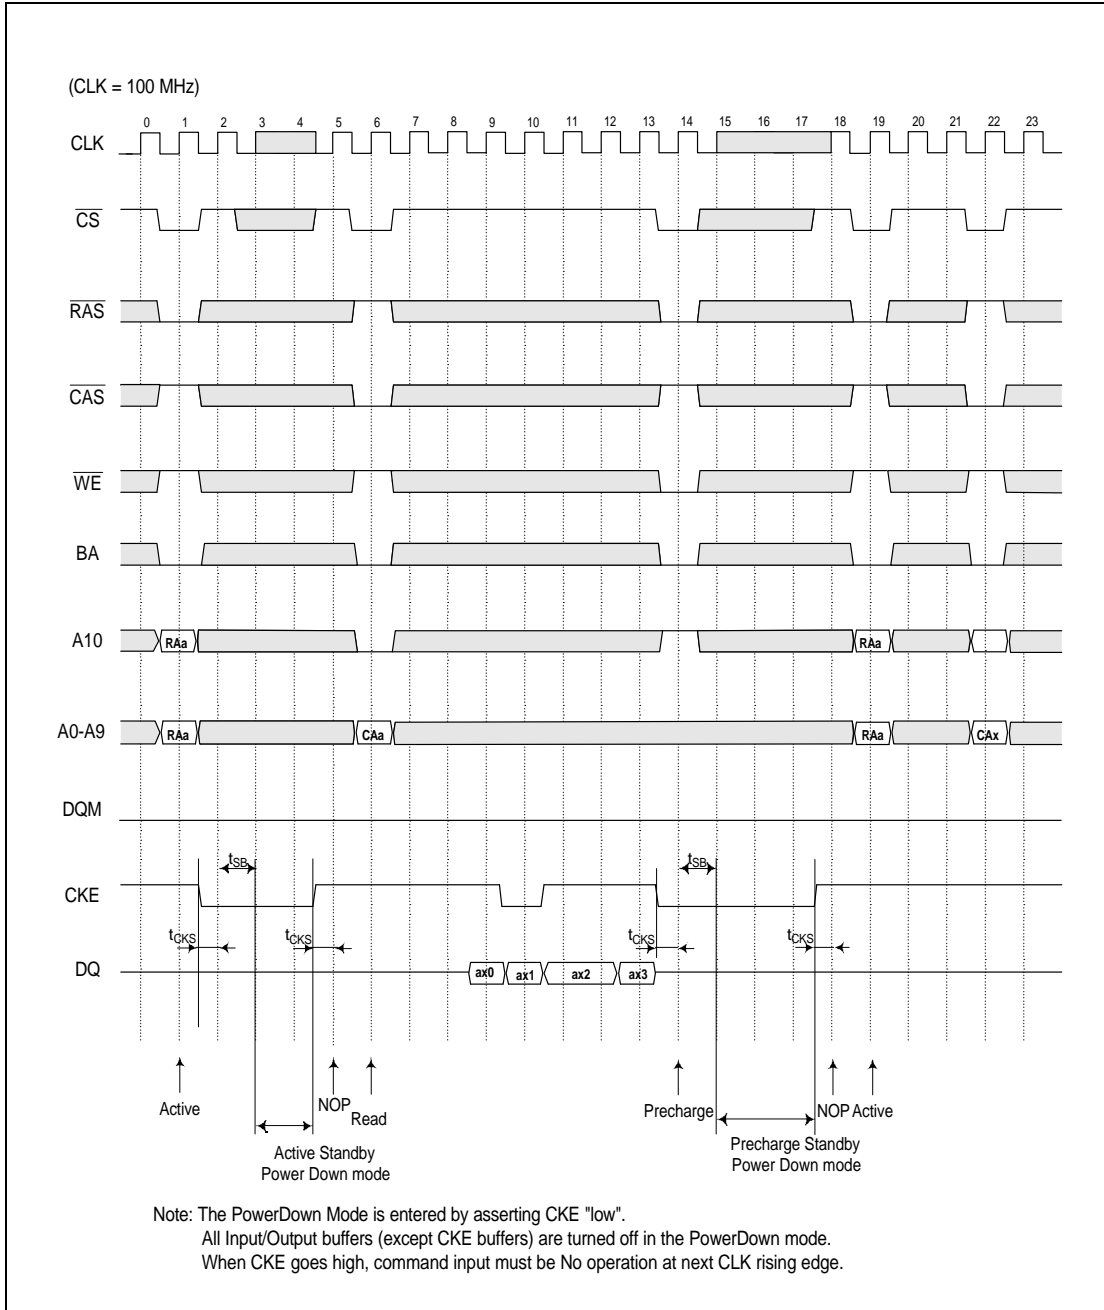 (CLK = 100 MHz)
0 1 2 3 4 5 6 7 8 9 10 11 12 13 14 15 16 17 18 19 20 21 22 23
CLK
CS
RAS
CAS
WE
BA
A10 RAa RAa
A0-A9 RAa CAa RAa CAx
DQM
tSB tSB
CKE
tCKS tCKS tCKS tCKS
DQ ax0 ax1 ax2 ax3
Active NOP Read Precharge NOP Active
Active Standby
Power Down mode
Precharge Standby
Power Down mode
Note: The PowerDown Mode is entered by asserting CKE "low".
All Input/Output buffers (except CKE buffers) are turned off in the PowerDown mode.
When CKE goes high, command input must be No operation at next CLK rising edge.